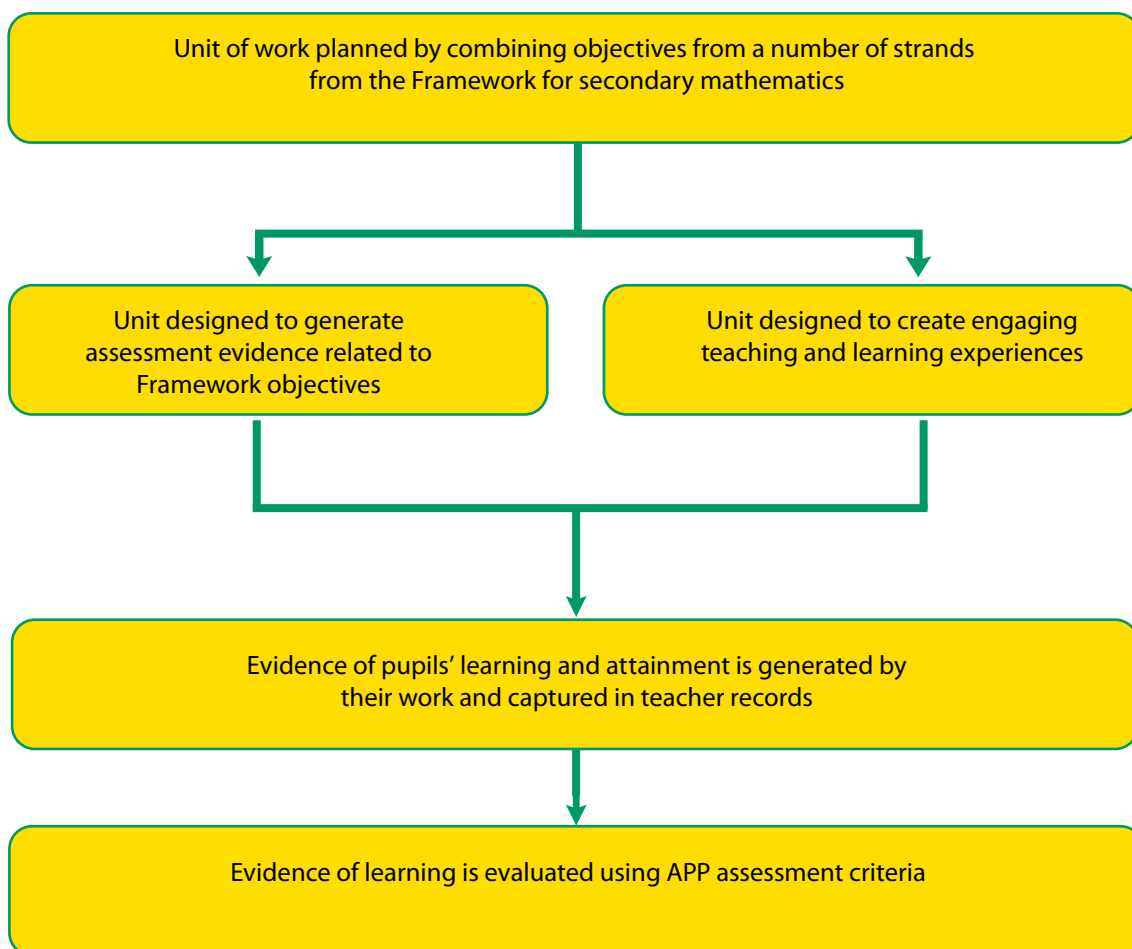 Unit of work planned by combining objectives from a number of strands
from the Framework for secondary mathematics
Unit designed to generate
assessment evidence related to
Framework objectives
Unit designed to create engaging
teaching and learning experiences
Evidence of pupils’ learning and attainment is generated by
their work and captured in teacher records
Evidence of learning is evaluated using APP assessment criteria